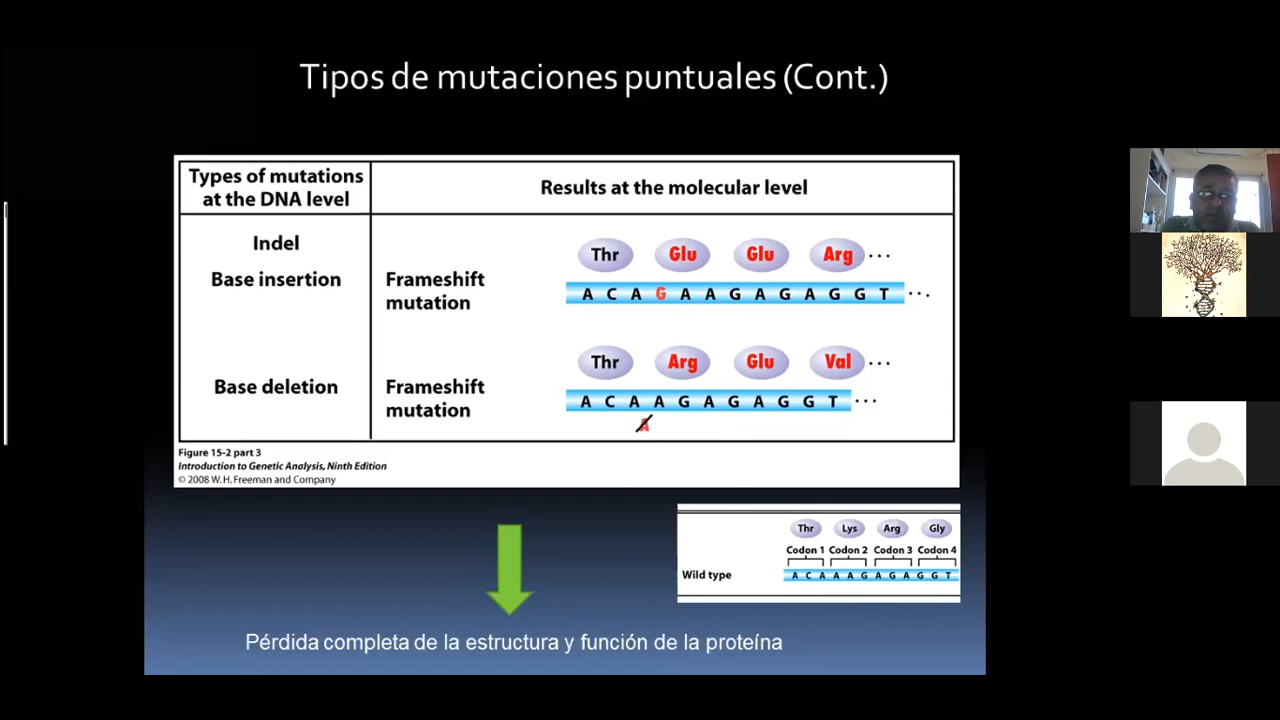 Tipos de mutaciones puntuales (Cont.)
Types of mutations
at the DNA level
Results at the molecular level
Indel
Base insertion
Frameshift
mutation
Thr Glu Glu Arg ...
A C A G A A G A G A G G T ...
Base deletion
Frameshift
mutation
Thr Arg Glu Val ...
A C A A G A G A G G T ...
A
Figure 15-2 part 3
Introduction to Genetic Analysis, Ninth Edition
© 2008 W. H. Freeman and Company
Thr Lys Arg Gly
Codon 1 Codon 2 Codon 3 Codon 4
Wild type A C A A A G A G A G G T
Pérdida completa de la estructura y función de la proteína